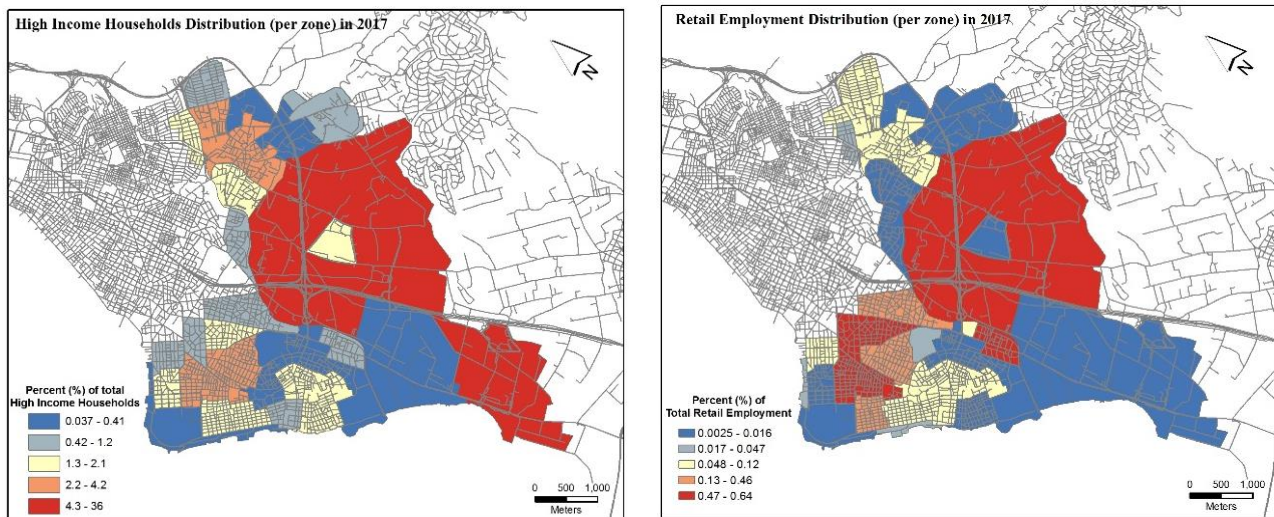 High Income Households Distribution (per zone) in 2017
N
Percent (%) of total
High Income Households
0.037 - 0.41
0.42 - 1.2
1.3 - 2.1
2.2 - 4.2
4.3 - 36
0 500 1,000
Meters
Retail Employment Distribution (per zone) in 2017
N
Percent (%) of
Total Retail Employment
0.0025 - 0.016
0.017 - 0.047
0.048 - 0.12
0.13 - 0.46
0.47 - 0.64
0 500 1,000
Meters